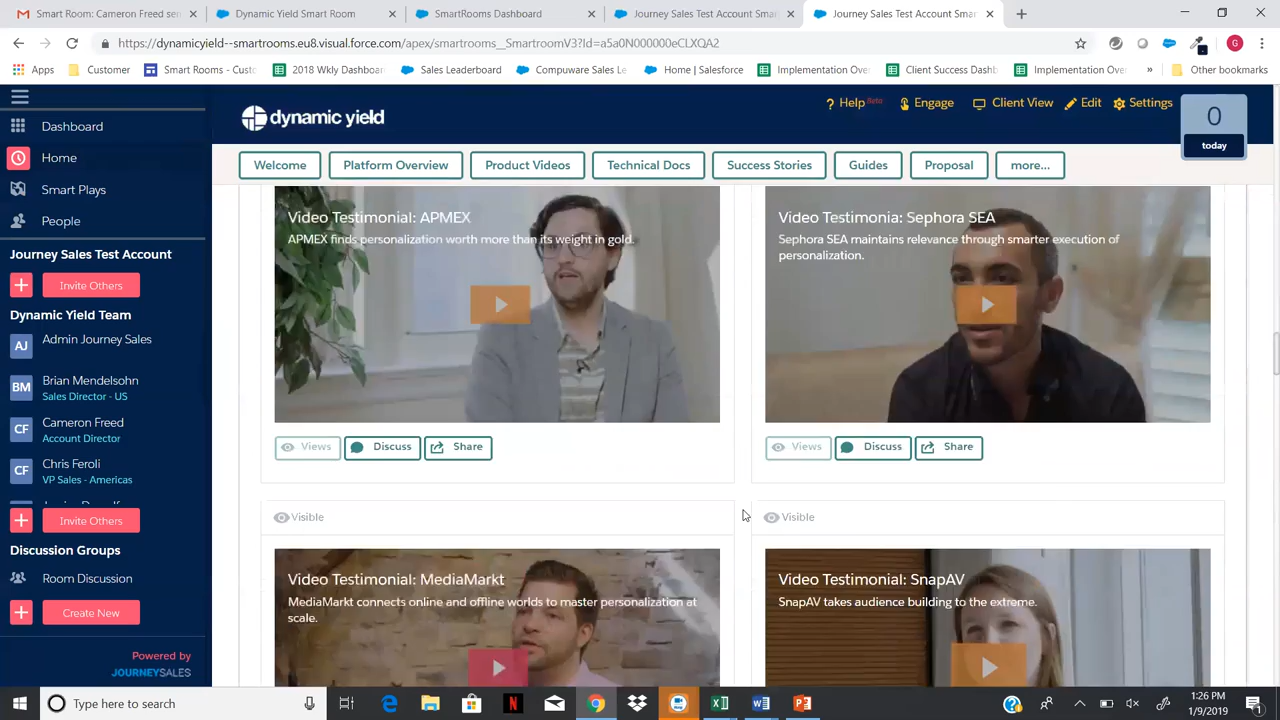 Smart Room: Cameron Freed sen
Dynamic Yield Smart Room
SmartRooms Dashboard
Journey Sales Test Account Sma
Journey Sales Test Account Smar
https://dynamicyield--smartrooms.eu8.visual.force.com/apex/smartrooms__SmartroomV3?Id=a5a0N000000eCLXQA2
Apps
Customer
Smart Rooms - Custo
2018 Wkly Dashboar
Sales Leaderboard
Compuware Sales Le
Home | Salesforce
Implementation Over
Client Success Dashb
Implementation Over
»
Other bookmarks
Dashboard
Home
Smart Plays
People
Journey Sales Test Account
Invite Others
Dynamic Yield Team
AJ
Admin Journey Sales
BM
Brian Mendelsohn
Sales Director - US
CF
Cameron Freed
Account Director
CF
Chris Feroli
VP Sales - Americas
Invite Others
Discussion Groups
Room Discussion
Create New
Powered by
JOURNEYSALES
dynamic yield
Help Beta
Engage
Client View
Edit
Settings
0
today
Welcome
Platform Overview
Product Videos
Technical Docs
Success Stories
Guides
Proposal
more...
Video Testimonial: APMEX
APMEX finds personalization worth more than its weight in gold.
Views
Discuss
Share
Video Testimonia: Sephora SEA
Sephora SEA maintains relevance through smarter execution of
personalization.
Views
Discuss
Share
Visible
Video Testimonial: MediaMarkt
MediaMarkt connects online and offline worlds to master personalization at
scale.
Visible
Video Testimonial: SnapAV
SnapAV takes audience building to the extreme.
Type here to search
1:26 PM
1/9/2019